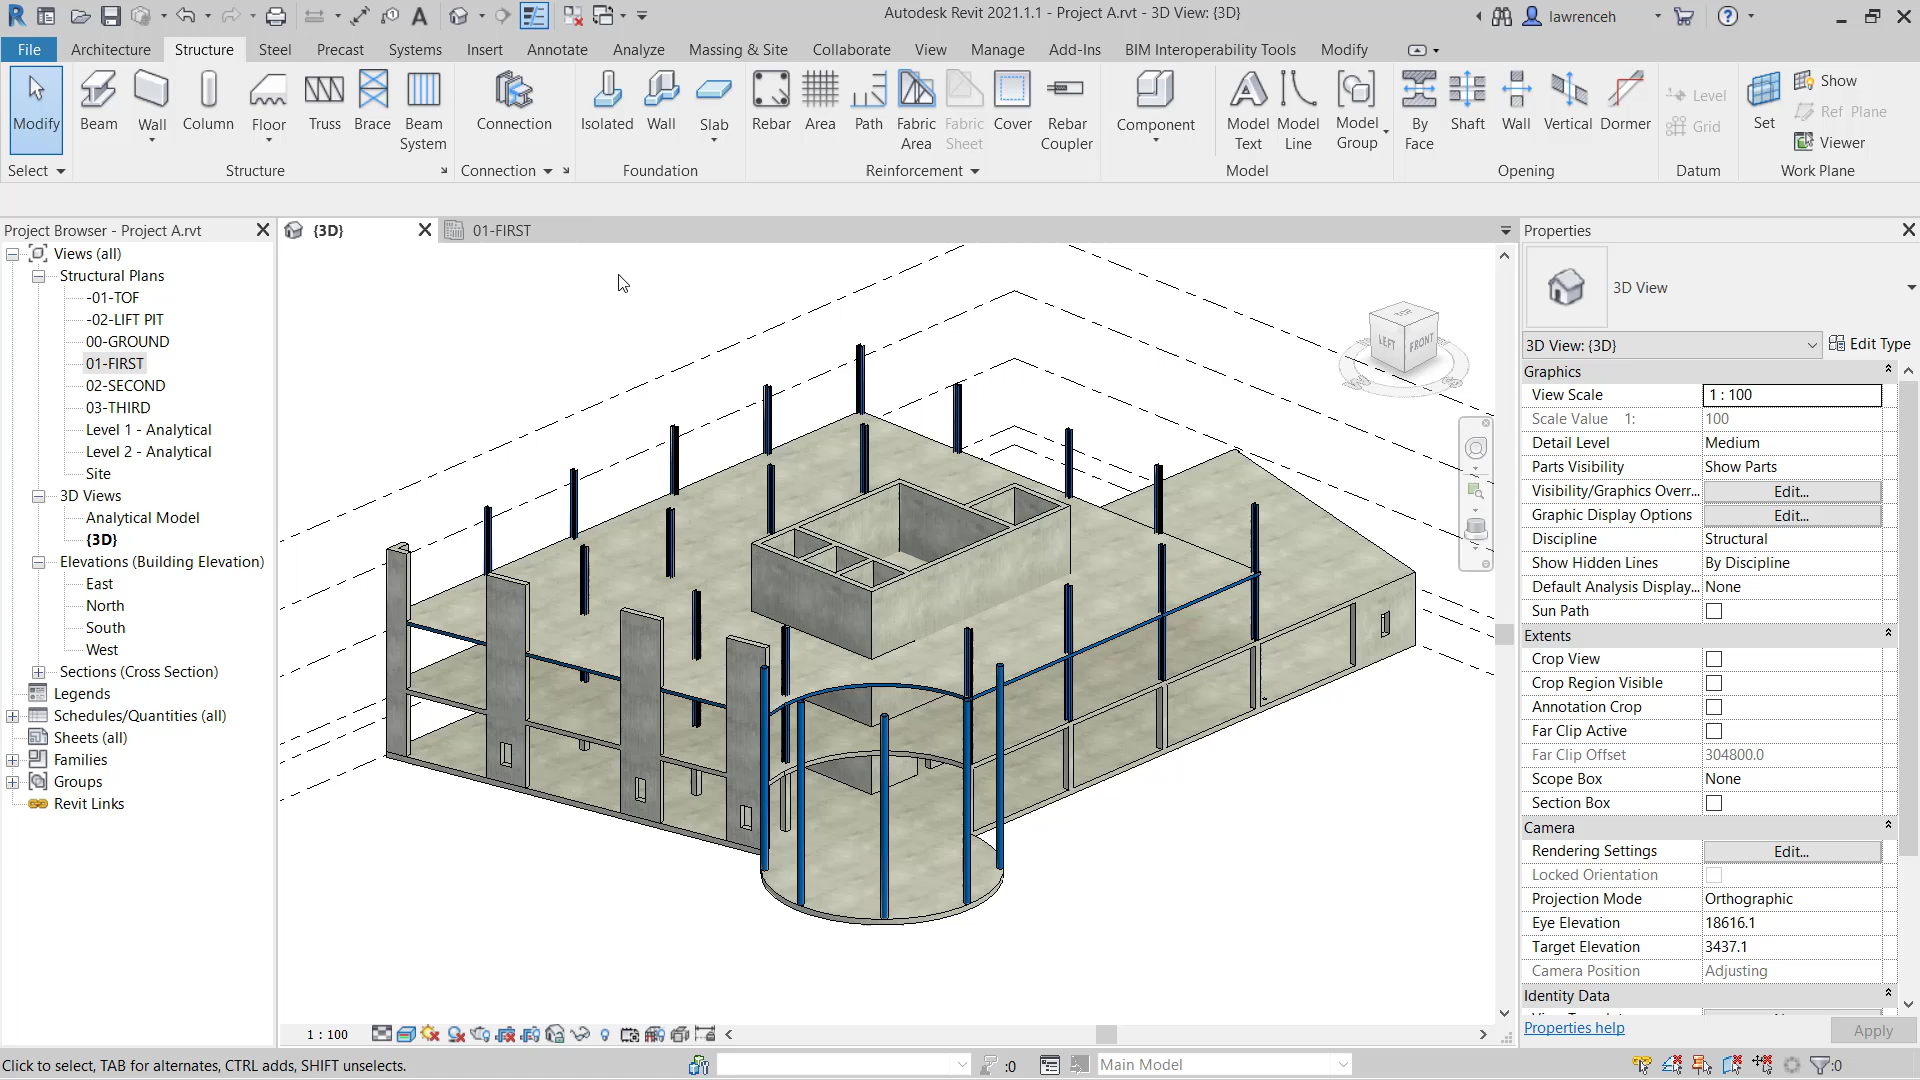 Autodesk Revit 2021.1.1 - Project A.rvt - 3D View: {3D}
lawrenceh
File
Architecture
Structure
Steel
Precast
Systems
Insert
Annotate
Analyze
Massing & Site
Collaborate
View
Manage
Add-Ins
BIM Interoperability Tools
Modify
Modify
Beam
Wall
Column
Floor
Truss
Brace
Beam
System
Connection
Isolated
Wall
Slab
Rebar
Area
Path
Fabric
Area
Fabric
Sheet
Cover
Rebar
Coupler
Component
Model
Text
Model
Line
Model
Group
By
Face
Shaft
Wall
Vertical
Dormer
Level
Grid
Set
Show
Ref Plane
Viewer
Select
Structure
Connection
Foundation
Reinforcement
Model
Opening
Datum
Work Plane
Project Browser - Project A.rvt
Views (all)
Structural Plans
-01-TOF
-02-LIFT PIT
00-GROUND
01-FIRST
02-SECOND
03-THIRD
Level 1 - Analytical
Level 2 - Analytical
Site
3D Views
Analytical Model
{3D}
Elevations (Building Elevation)
East
North
South
West
Sections (Cross Section)
Legends
Schedules/Quantities (all)
Sheets (all)
Families
Groups
Revit Links
{3D}
01-FIRST
TOP
LEFT
FRONT
Properties
3D View
3D View: {3D}
Edit Type
Graphics
View Scale
1 : 100
Scale Value 1:
100
Detail Level
Medium
Parts Visibility
Show Parts
Visibility/Graphics Overr...
Edit...
Graphic Display Options
Edit...
Discipline
Structural
Show Hidden Lines
By Discipline
Default Analysis Display...
None
Sun Path
Extents
Crop View
Crop Region Visible
Annotation Crop
Far Clip Active
Far Clip Offset
304800.0
Scope Box
None
Section Box
Camera
Rendering Settings
Edit...
Locked Orientation
Projection Mode
Orthographic
Eye Elevation
18616.1
Target Elevation
3437.1
Camera Position
Adjusting
Identity Data
Properties help
Apply
1 : 100
Click to select, TAB for alternates, CTRL adds, SHIFT unselects.
:0
Main Model
:0